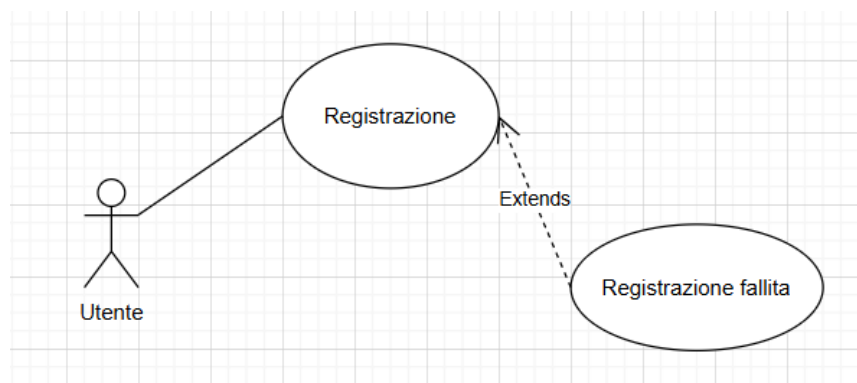 Registrazione
Extends
Registrazione fallita
Utente